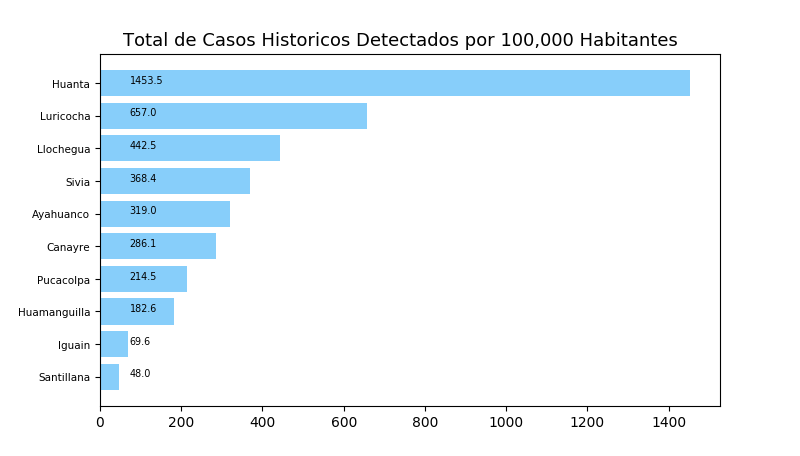 Total de Casos Historicos Detectados por 100,000 Habitantes
Huanta 1453.5
Luricocha 657.0
Llochegua 442.5
Sivia 368.4
Ayahuanco 319.0
Canayre 286.1
Pucacolpa 214.5
Huamanguilla 182.6
Iguain 69.6
Santillana 48.0
0 200 400 600 800 1000 1200 1400